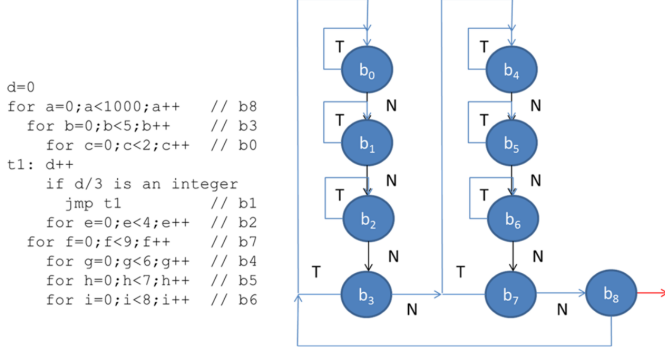 d=0
for a=0;a<1000;a++ // b8
for b=0;b<5;b++ // b3
for c=0;c<2;c++ // b0
t1: d++
if d/3 is an integer
jmp t1 // b1
for e=0;e<4;e++ // b2
for f=0;f<9;f++ // b7
for g=0;g<6;g++ // b4
for h=0;h<7;h++ // b5
for i=0;i<8;i++ // b6
T
b0
N
T
b1
N
T
b2
N
T
b3
N
T
b4
N
T
b5
N
T
b6
N
T
b7
N
b8